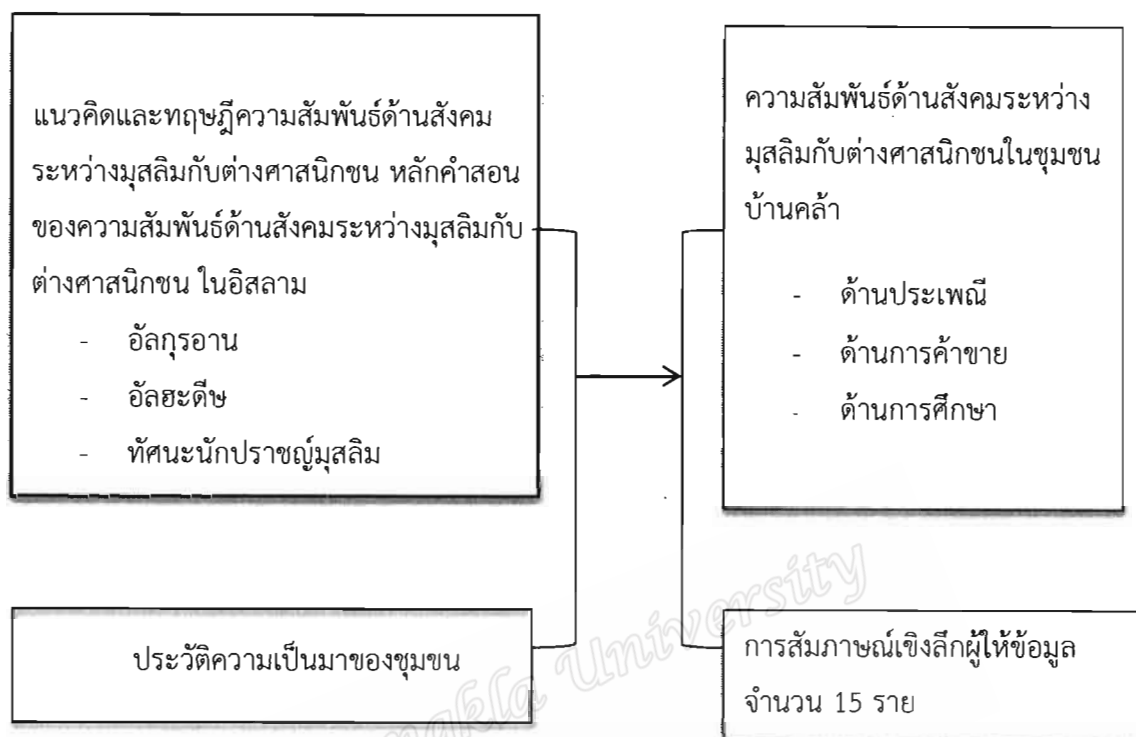 แนวคิดและทฤษฎีความสัมพันธ์ด้านสังคม
ระหว่างมุสลิมกับต่างศาสนิกชน หลักคำสอน
ของความสัมพันธ์ด้านสังคมระหว่างมุสลิมกับ
ต่างศาสนิกชน ในอิสลาม
- อัลกุรอาน
- อัลฮะดีษ
- ทัศนะนักปราชญ์มุสลิม
ความสัมพันธ์ด้านสังคมระหว่าง
มุสลิมกับต่างศาสนิกชนในชุมชน
บ้านคล้า
- ด้านประเพณี
- ด้านการค้าขาย
- ด้านการศึกษา
ประวัติความเป็นมาของชุมขน
การสัมภาษณ์เชิงลึกผู้ให้ข้อมูล
จำนวน 15 ราย
University